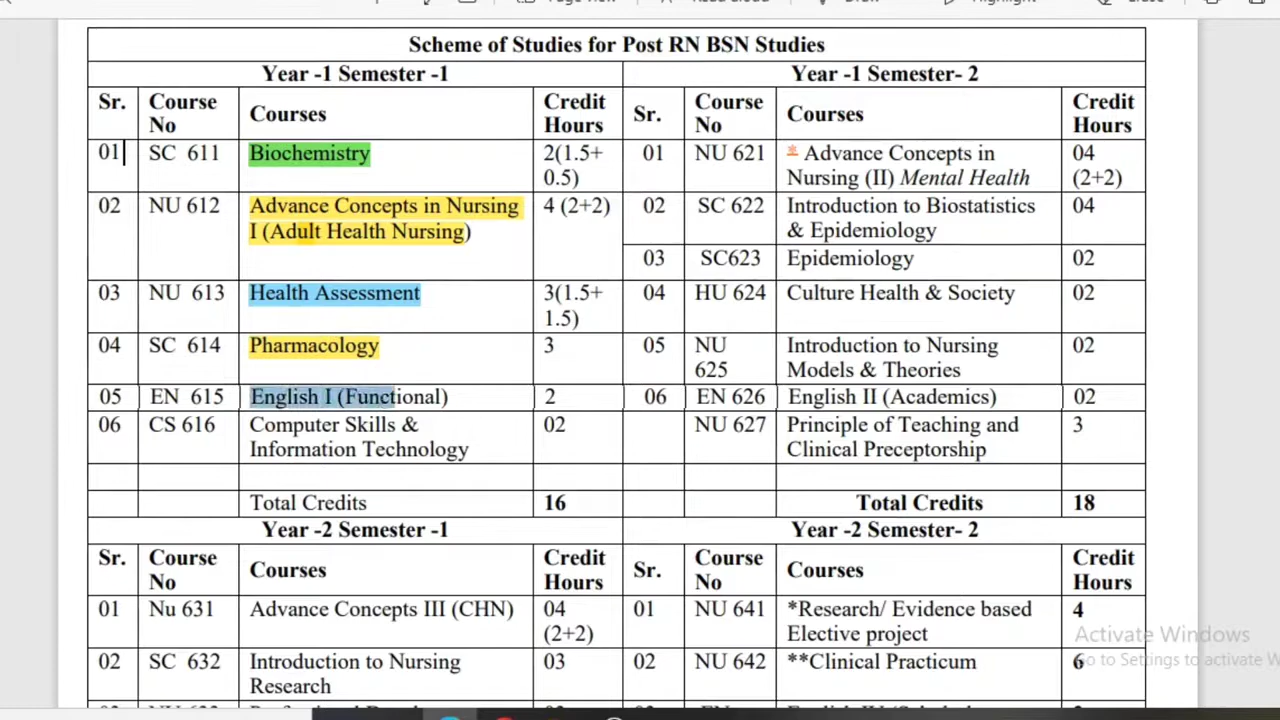 Scheme of Studies for Post RN BSN Studies
Year -1 Semester -1 Year -1 Semester- 2
Sr. Course No Courses Credit Hours Sr. Course No Courses Credit Hours
01 SC 611 Biochemistry 2(1.5+ 0.5) 01 NU 621 * Advance Concepts in Nursing (II) Mental Health 04 (2+2)
02 NU 612 Advance Concepts in Nursing I (Adult Health Nursing) 4 (2+2) 02 SC 622 Introduction to Biostatistics & Epidemiology 04
03 SC623 Epidemiology 02
03 NU 613 Health Assessment 3(1.5+ 1.5) 04 HU 624 Culture Health & Society 02
04 SC 614 Pharmacology 3 05 NU 625 Introduction to Nursing Models & Theories 02
05 EN 615 English I (Functional) 2 06 EN 626 English II (Academics) 02
06 CS 616 Computer Skills & Information Technology 02 NU 627 Principle of Teaching and Clinical Preceptorship 3
Total Credits 16 Total Credits 18
Year -2 Semester -1 Year -2 Semester- 2
Sr. Course No Courses Credit Hours Sr. Course No Courses Credit Hours
01 Nu 631 Advance Concepts III (CHN) 04 (2+2) 01 NU 641 *Research/ Evidence based Elective project 4
02 SC 632 Introduction to Nursing Research 03 02 NU 642 **Clinical Practicum 6
Activate Windows
Go to Settings to activate W